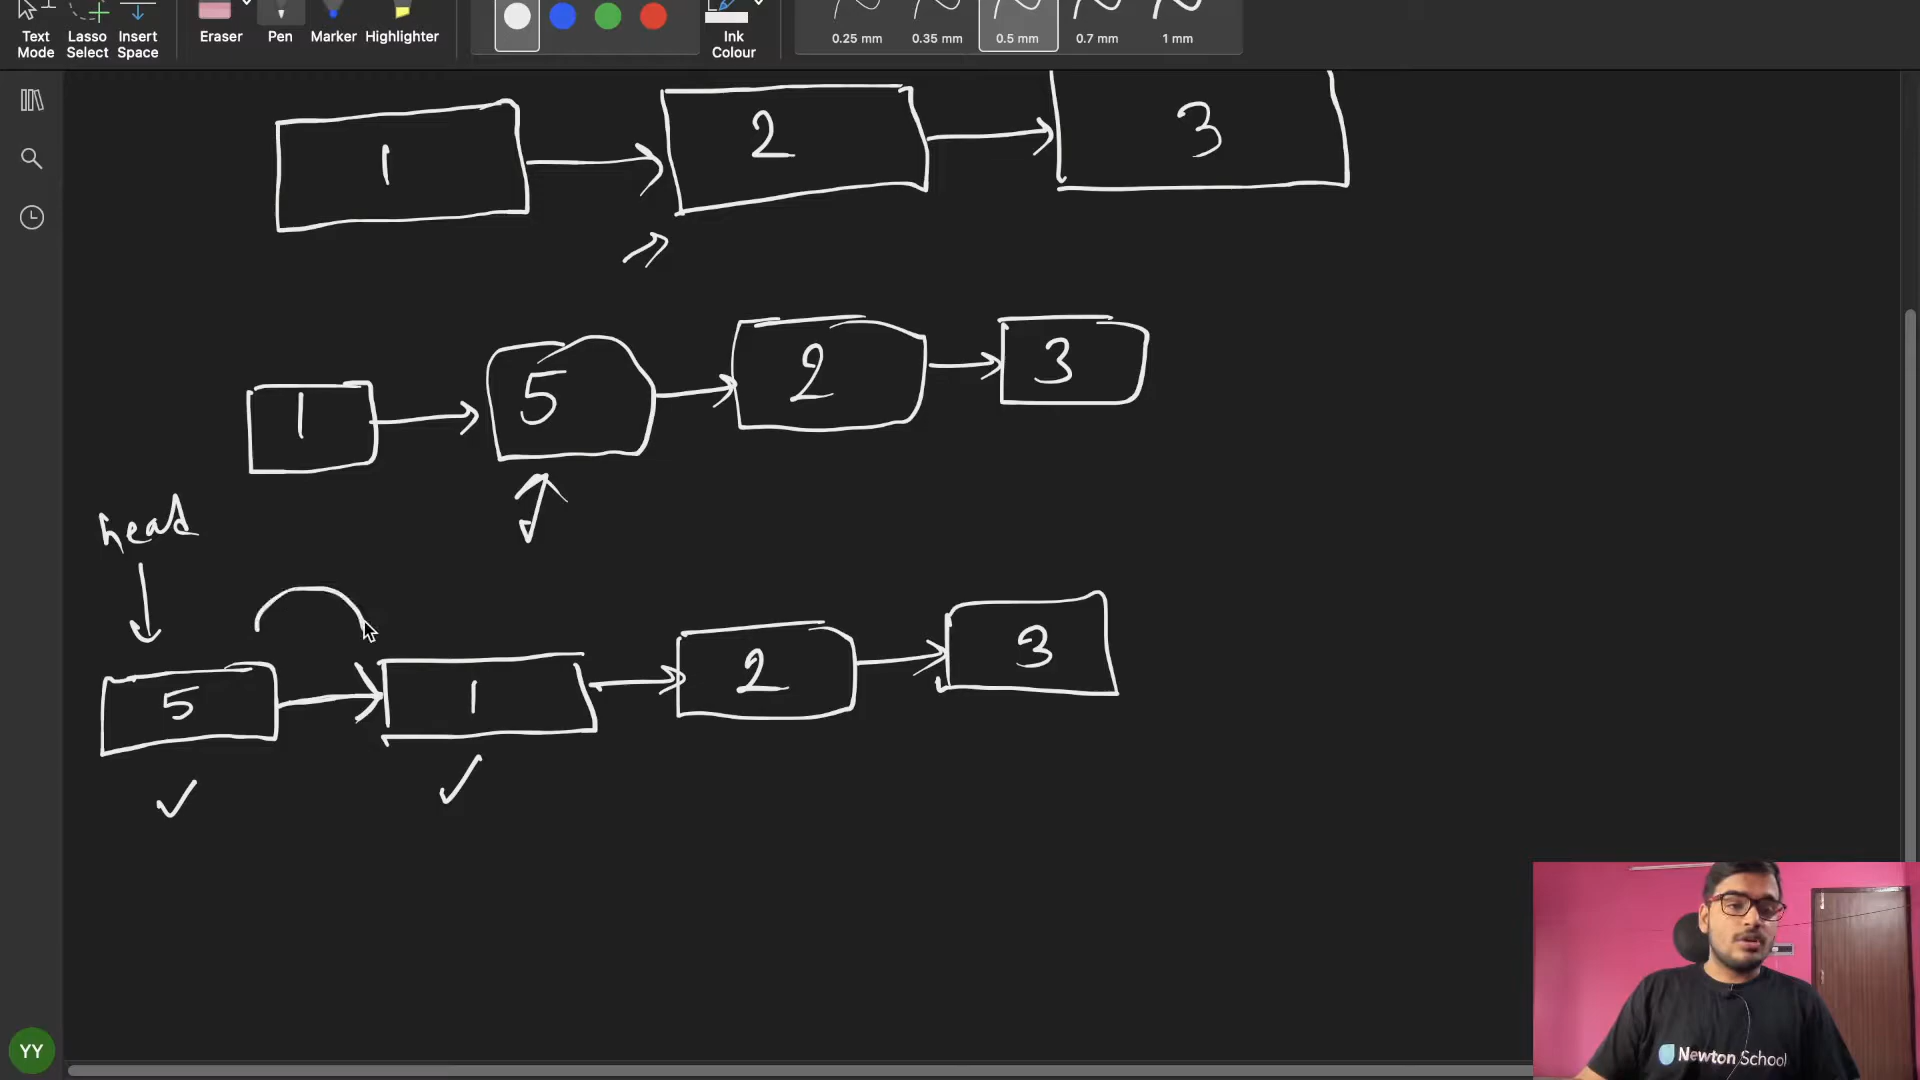 Text Mode
Lasso Select
Insert Space
Eraser
Pen
Marker
Highlighter
Ink Colour
0.25 mm
0.35 mm
0.5 mm
0.7 mm
1 mm
1 2 3
1 5 2 3
head
5 1 2 3
YY
Newton School